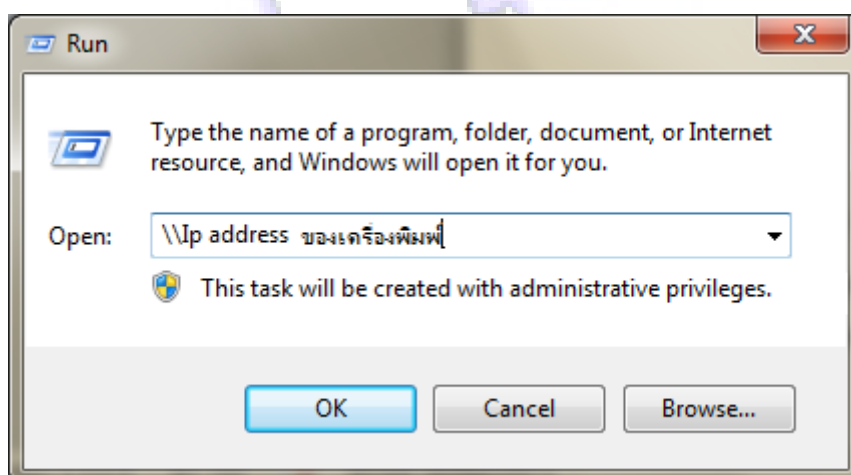 Run
Type the name of a program, folder, document, or Internet
resource, and Windows will open it for you.
Open: \\Ip address ของเครื่องพิมพ์
This task will be created with administrative privileges.
OK Cancel Browse...